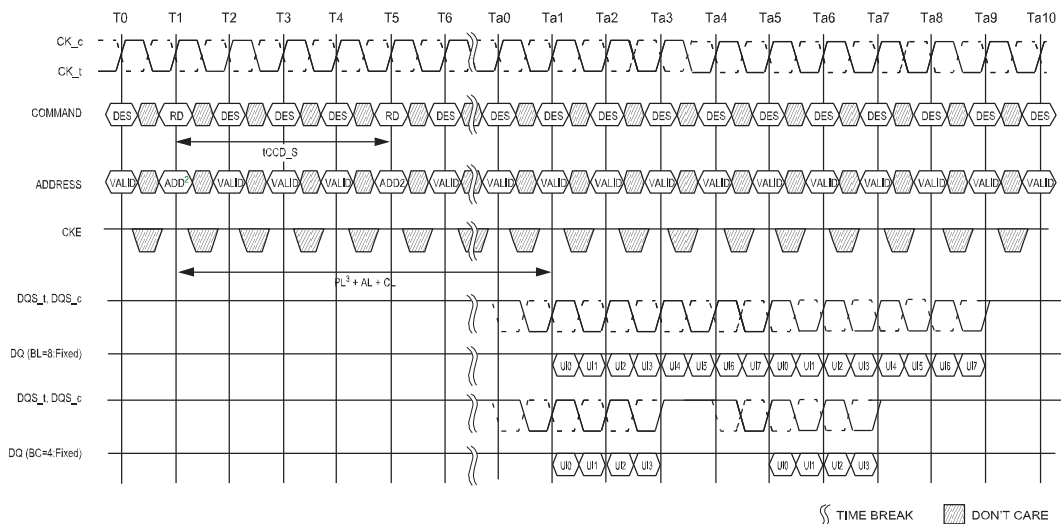 T0 T1 T2 T3 T4 T5 T6 Ta0 Ta1 Ta2 Ta3 Ta4 Ta5 Ta6 Ta7 Ta8 Ta9 Ta10
CK_c
CK_t
COMMAND DES RD DES DES DES RD DES DES DES DES DES DES DES DES DES DES DES DES
tCCD_S
ADDRESS VALID ADD2 VALID VALID VALID ADD2 VALID VALID VALID VALID VALID VALID VALID VALID VALID VALID VALID VALID
CKE
PL3 + AL + CL
DQS_t, DQS_c
DQ (BL=8:Fixed) UI0 UI1 UI2 UI3 UI4 UI5 UI6 UI7 UI0 UI1 UI2 UI3 UI4 UI5 UI6 UI7
DQS_t, DQS_c
DQ (BC=4:Fixed) UI0 UI1 UI2 UI3 UI0 UI1 UI2 UI3
TIME BREAK DON'T CARE